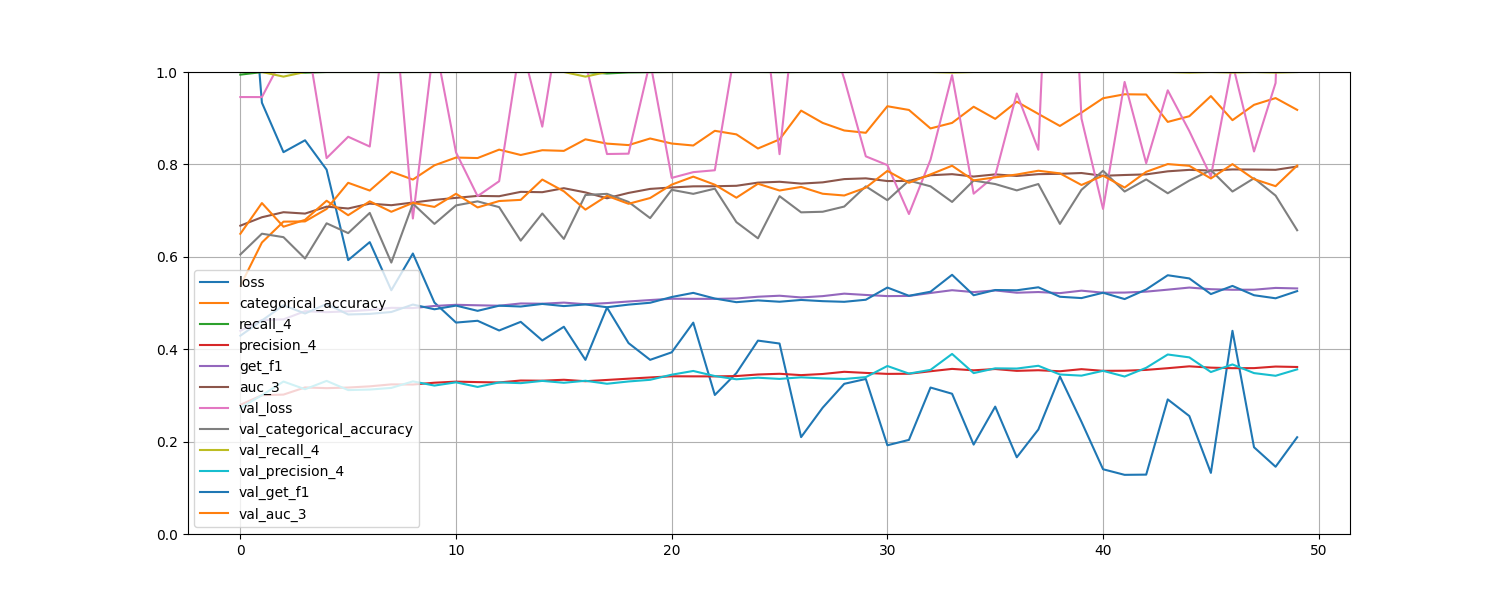 1.0
0.8
0.6
0.4
0.2
0.0
loss
categorical_accuracy
recall_4
precision_4
get_f1
auc_3
val_loss
val_categorical_accuracy
val_recall_4
val_precision_4
val_get_f1
val_auc_3
0 10 20 30 40 50